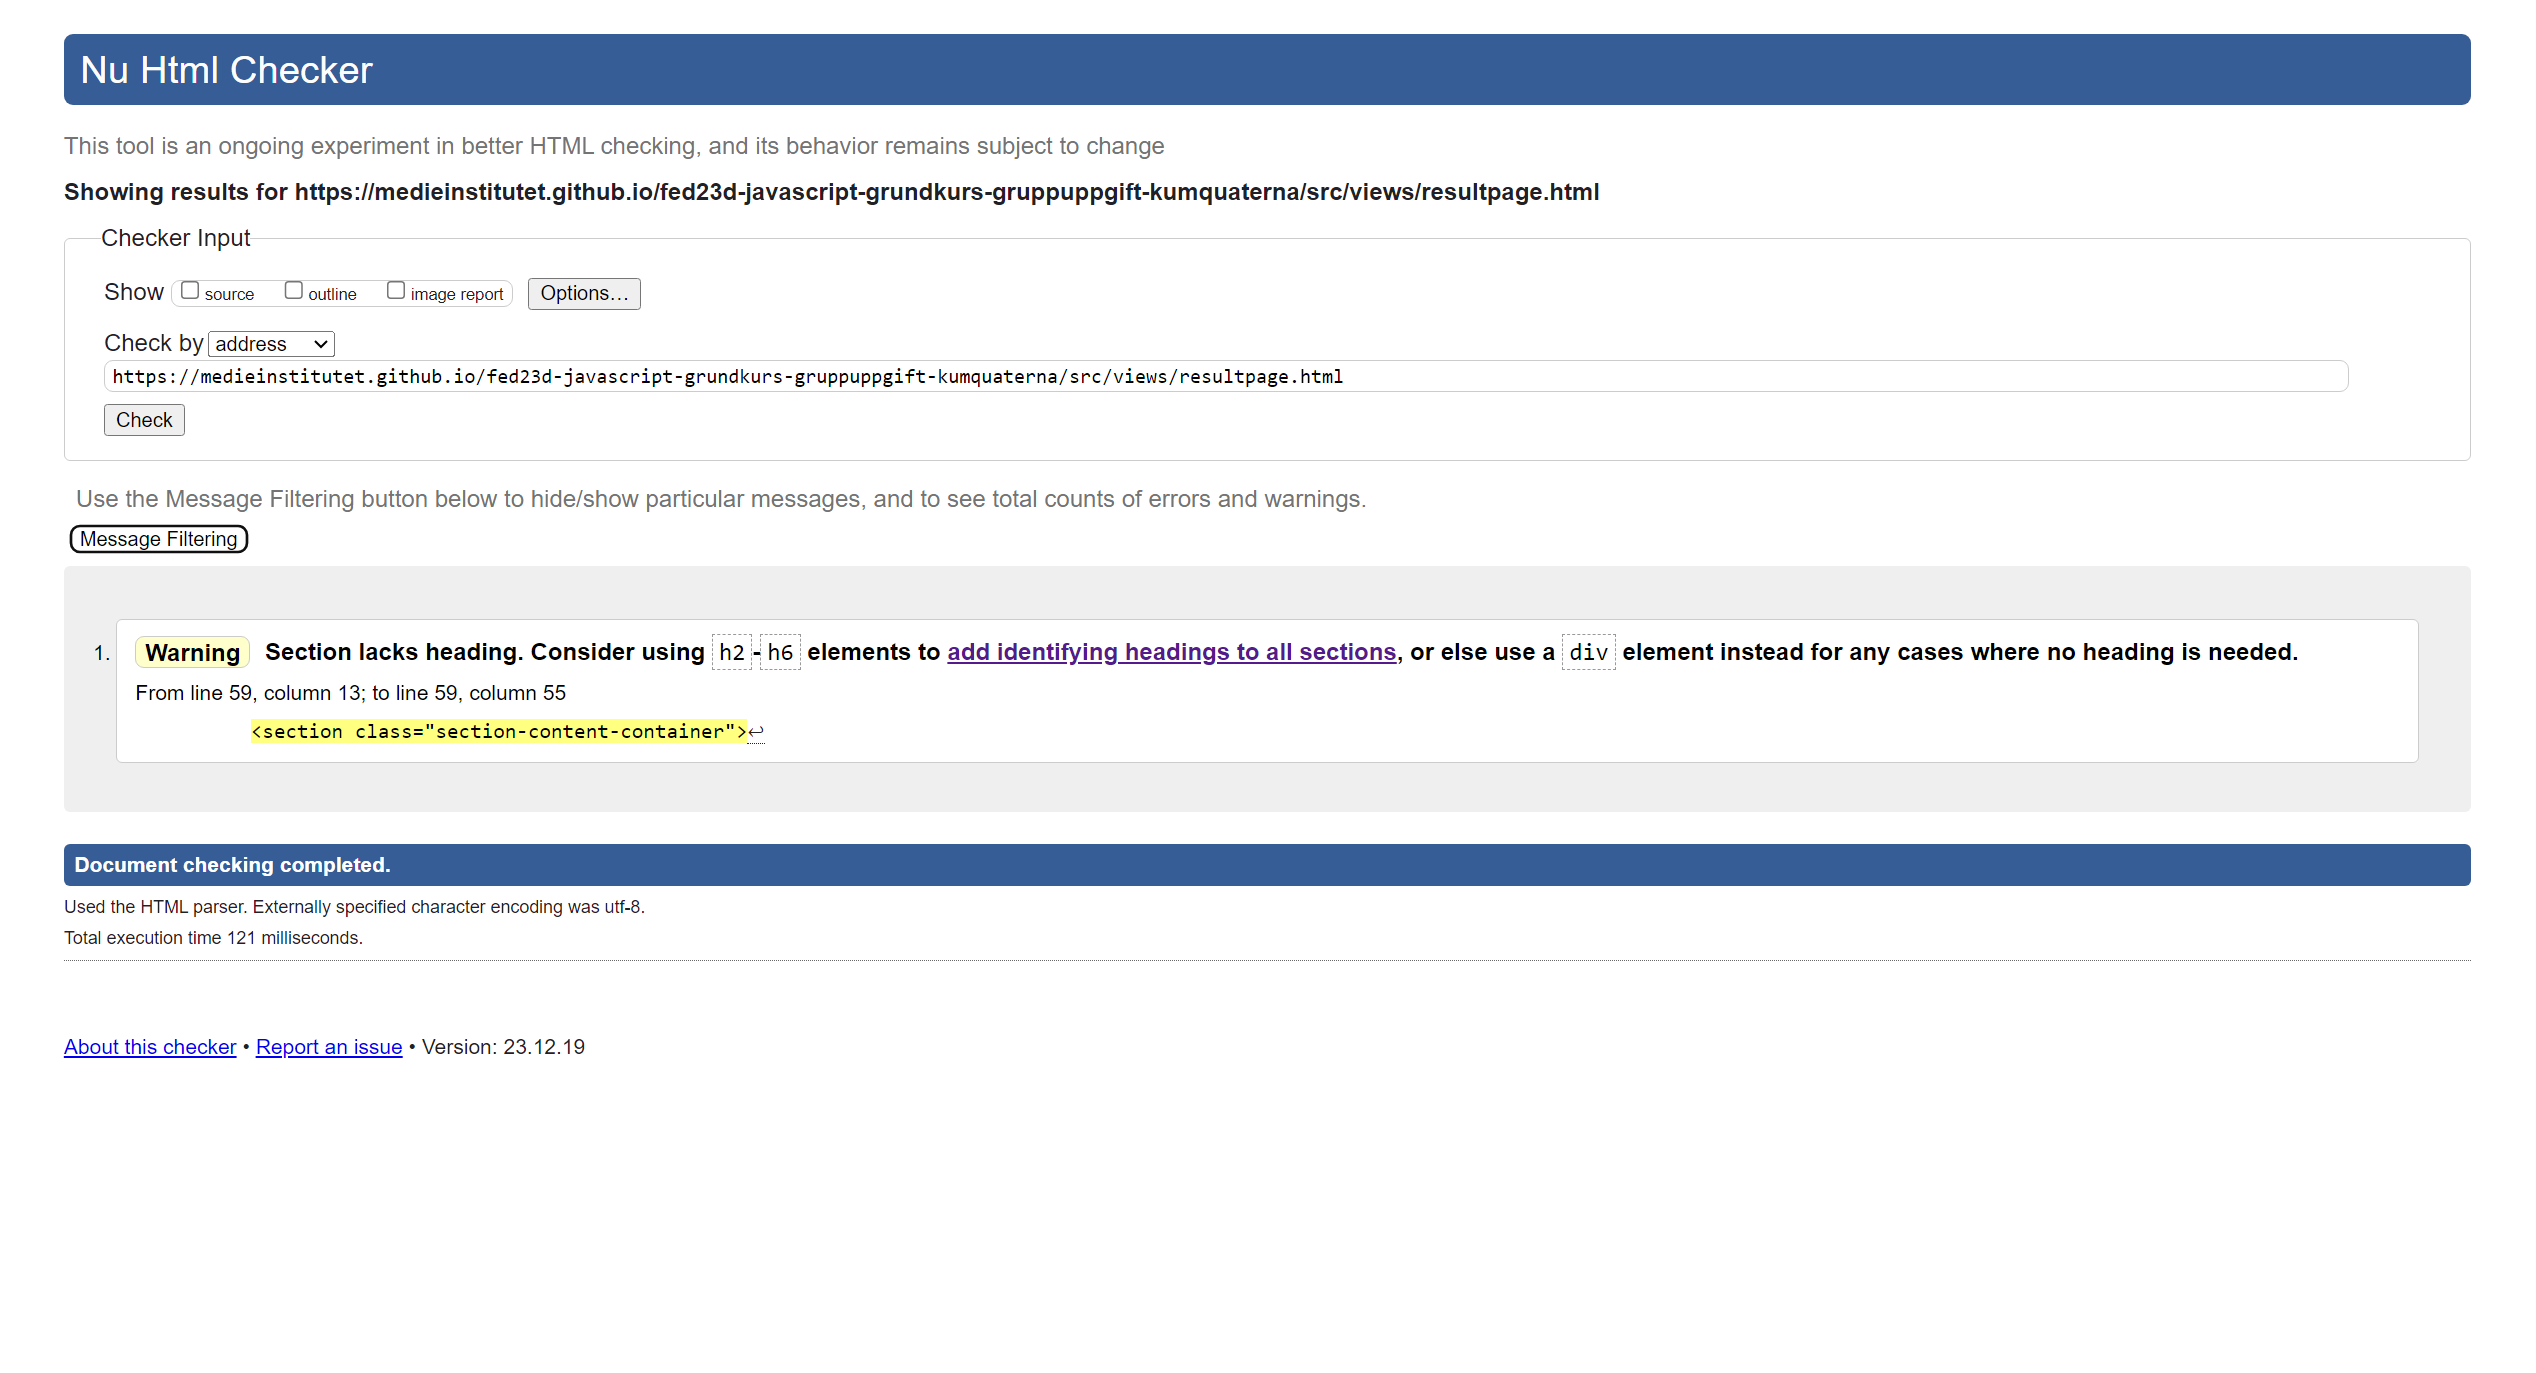 Nu Html Checker
This tool is an ongoing experiment in better HTML checking, and its behavior remains subject to change
Showing results for https://medieinstitutet.github.io/fed23d-javascript-grundkurs-gruppuppgift-kumquaterna/src/views/resultpage.html
Checker Input
Show source outline image report Options...
Check by address
https://medieinstitutet.github.io/fed23d-javascript-grundkurs-gruppuppgift-kumquaterna/src/views/resultpage.html
Check
Use the Message Filtering button below to hide/show particular messages, and to see total counts of errors and warnings.
Message Filtering
1. Warning Section lacks heading. Consider using h2-h6 elements to add identifying headings to all sections, or else use a div element instead for any cases where no heading is needed.
From line 59, column 13; to line 59, column 55
<section class="section-content-container">↩
Document checking completed.
Used the HTML parser. Externally specified character encoding was utf-8.
Total execution time 121 milliseconds.
About this checker • Report an issue • Version: 23.12.19